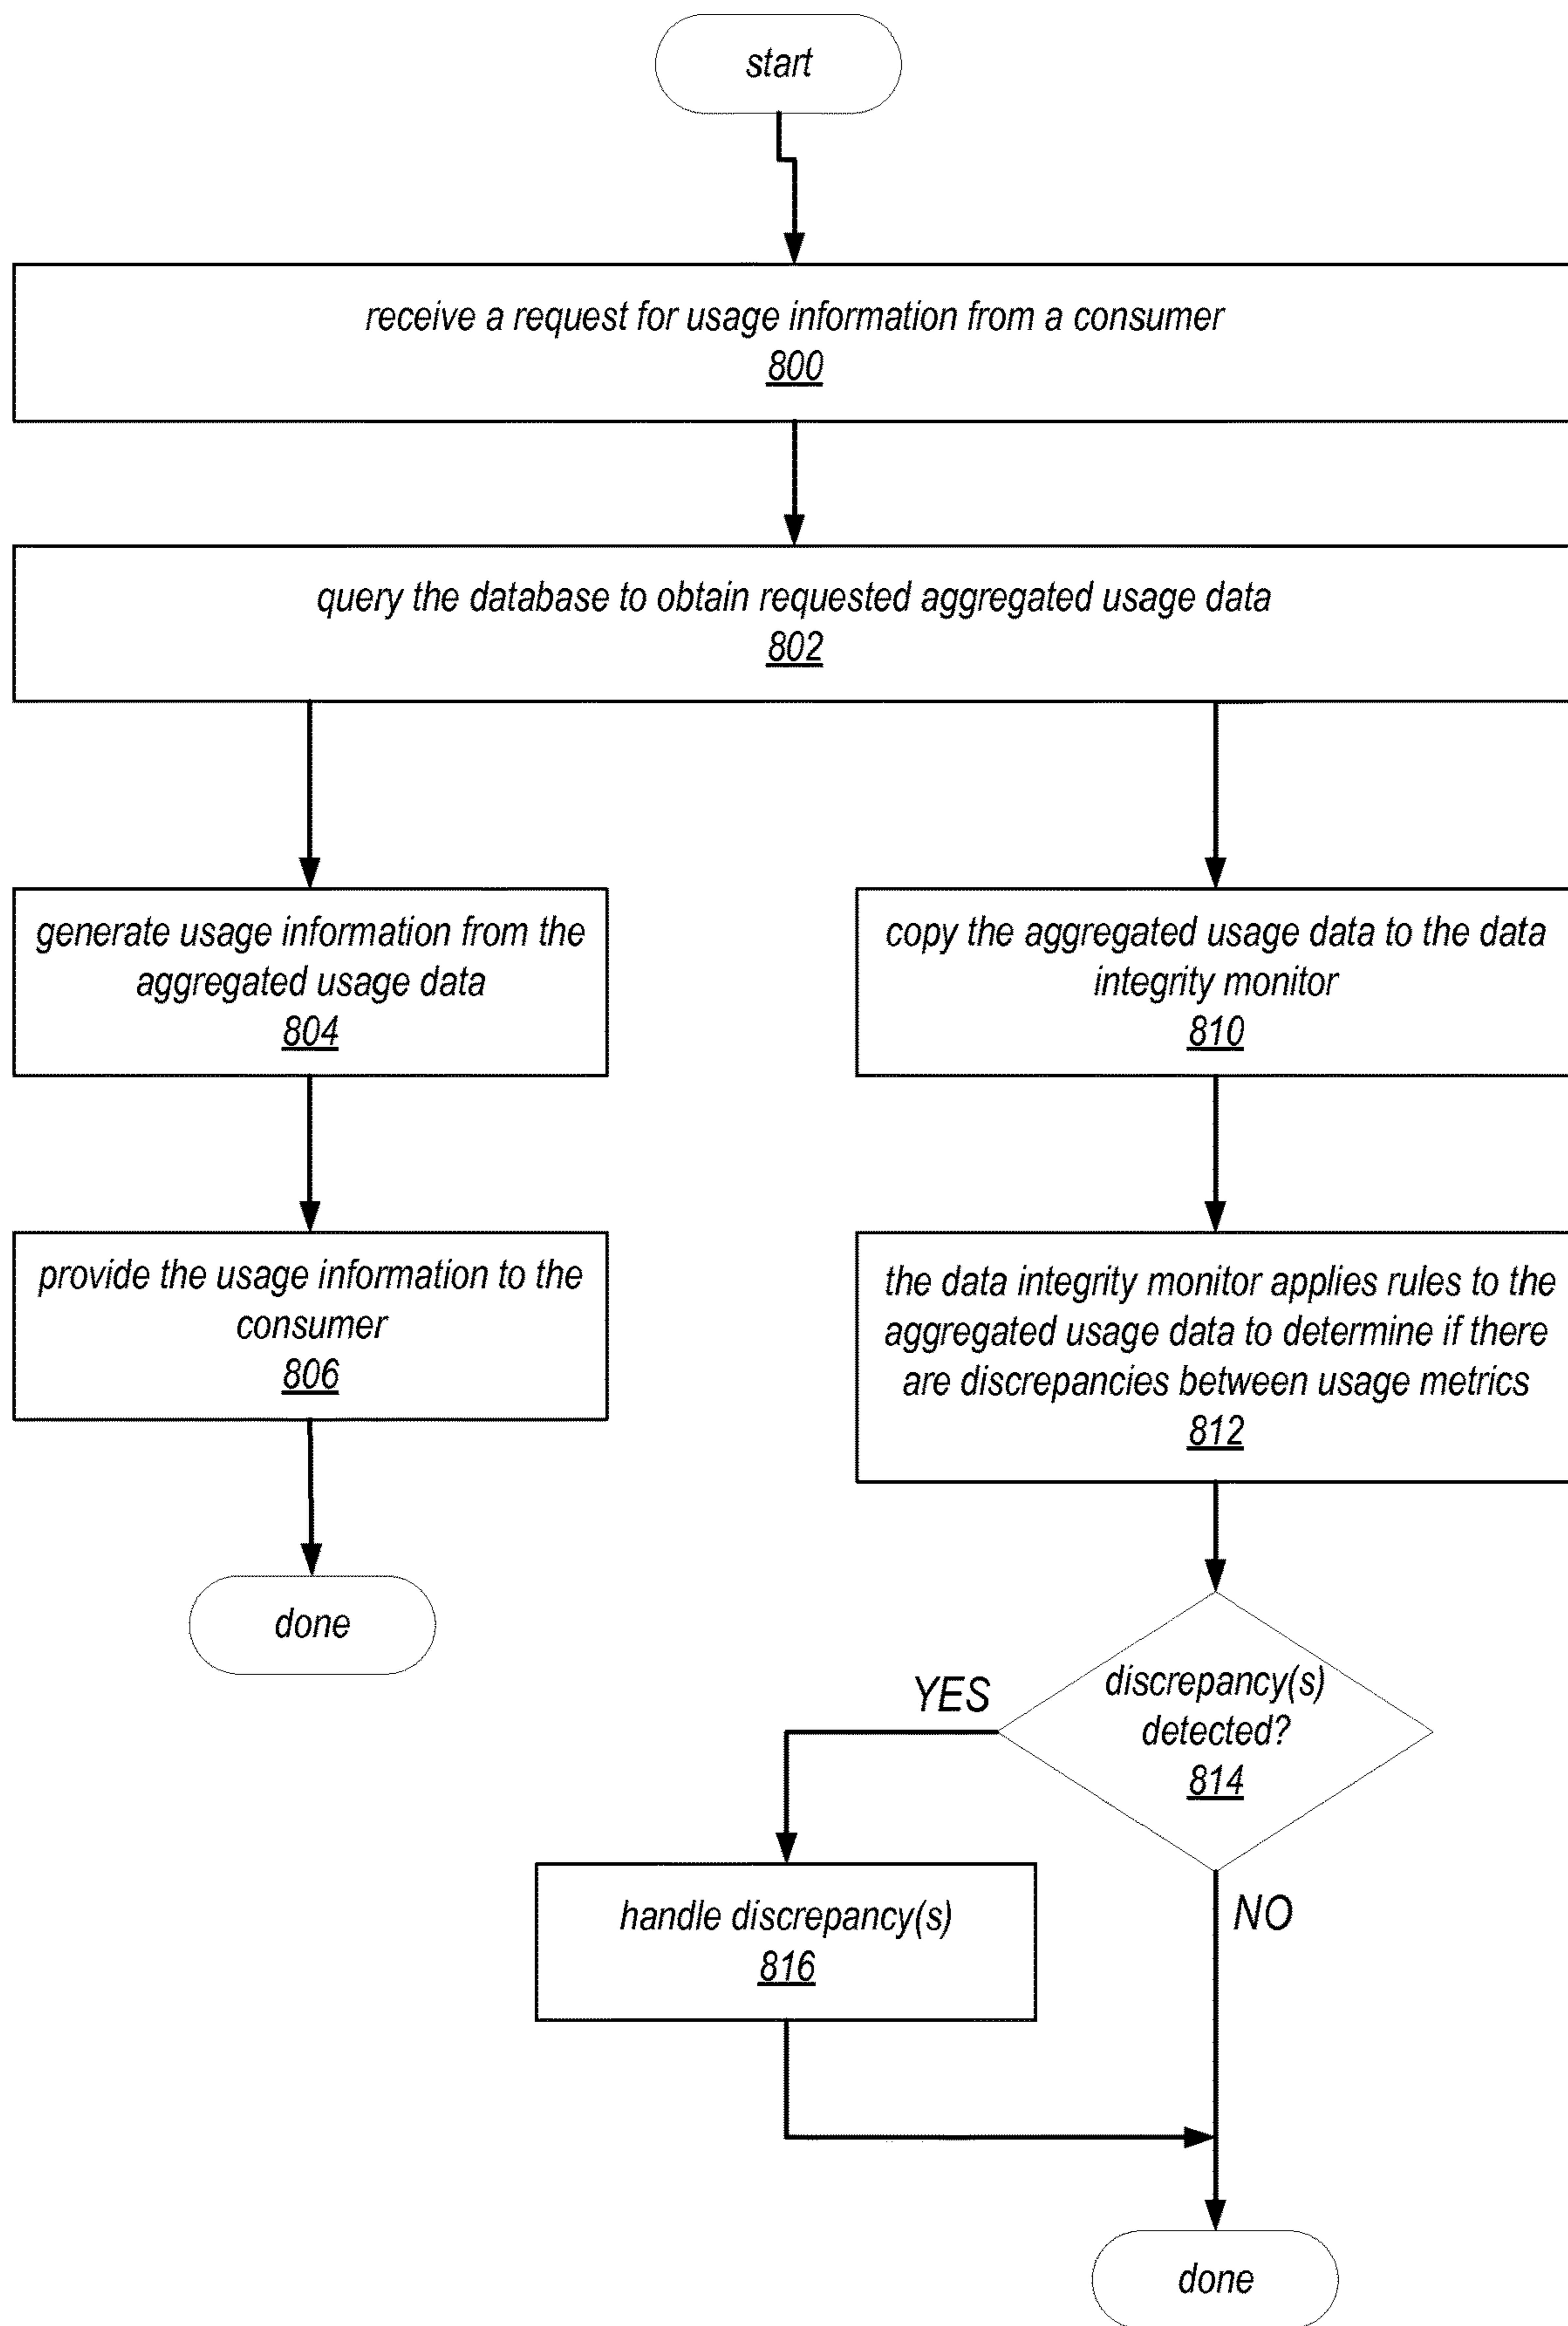 start
receive a request for usage information from a consumer
800
query the database to obtain requested aggregated usage data
802
generate usage information from the
aggregated usage data
804
copy the aggregated usage data to the data
integrity monitor
810
provide the usage information to the
consumer
806
the data integrity monitor applies rules to the
aggregated usage data to determine if there
are discrepancies between usage metrics
812
done
discrepancy(s)
detected?
814
YES
NO
handle discrepancy(s)
816
done